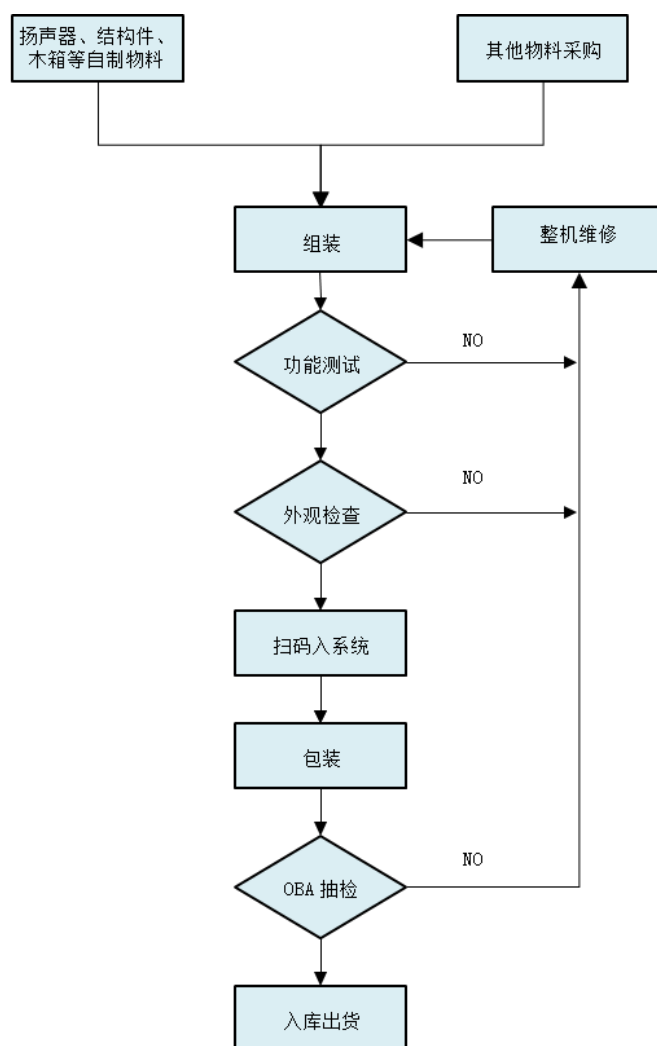 扬声器、结构件、
木箱等自制物料
其他物料采购
组装
整机维修
功能测试
NO
外观检查
NO
扫码入系统
包装
OBA 抽检
NO
入库出货